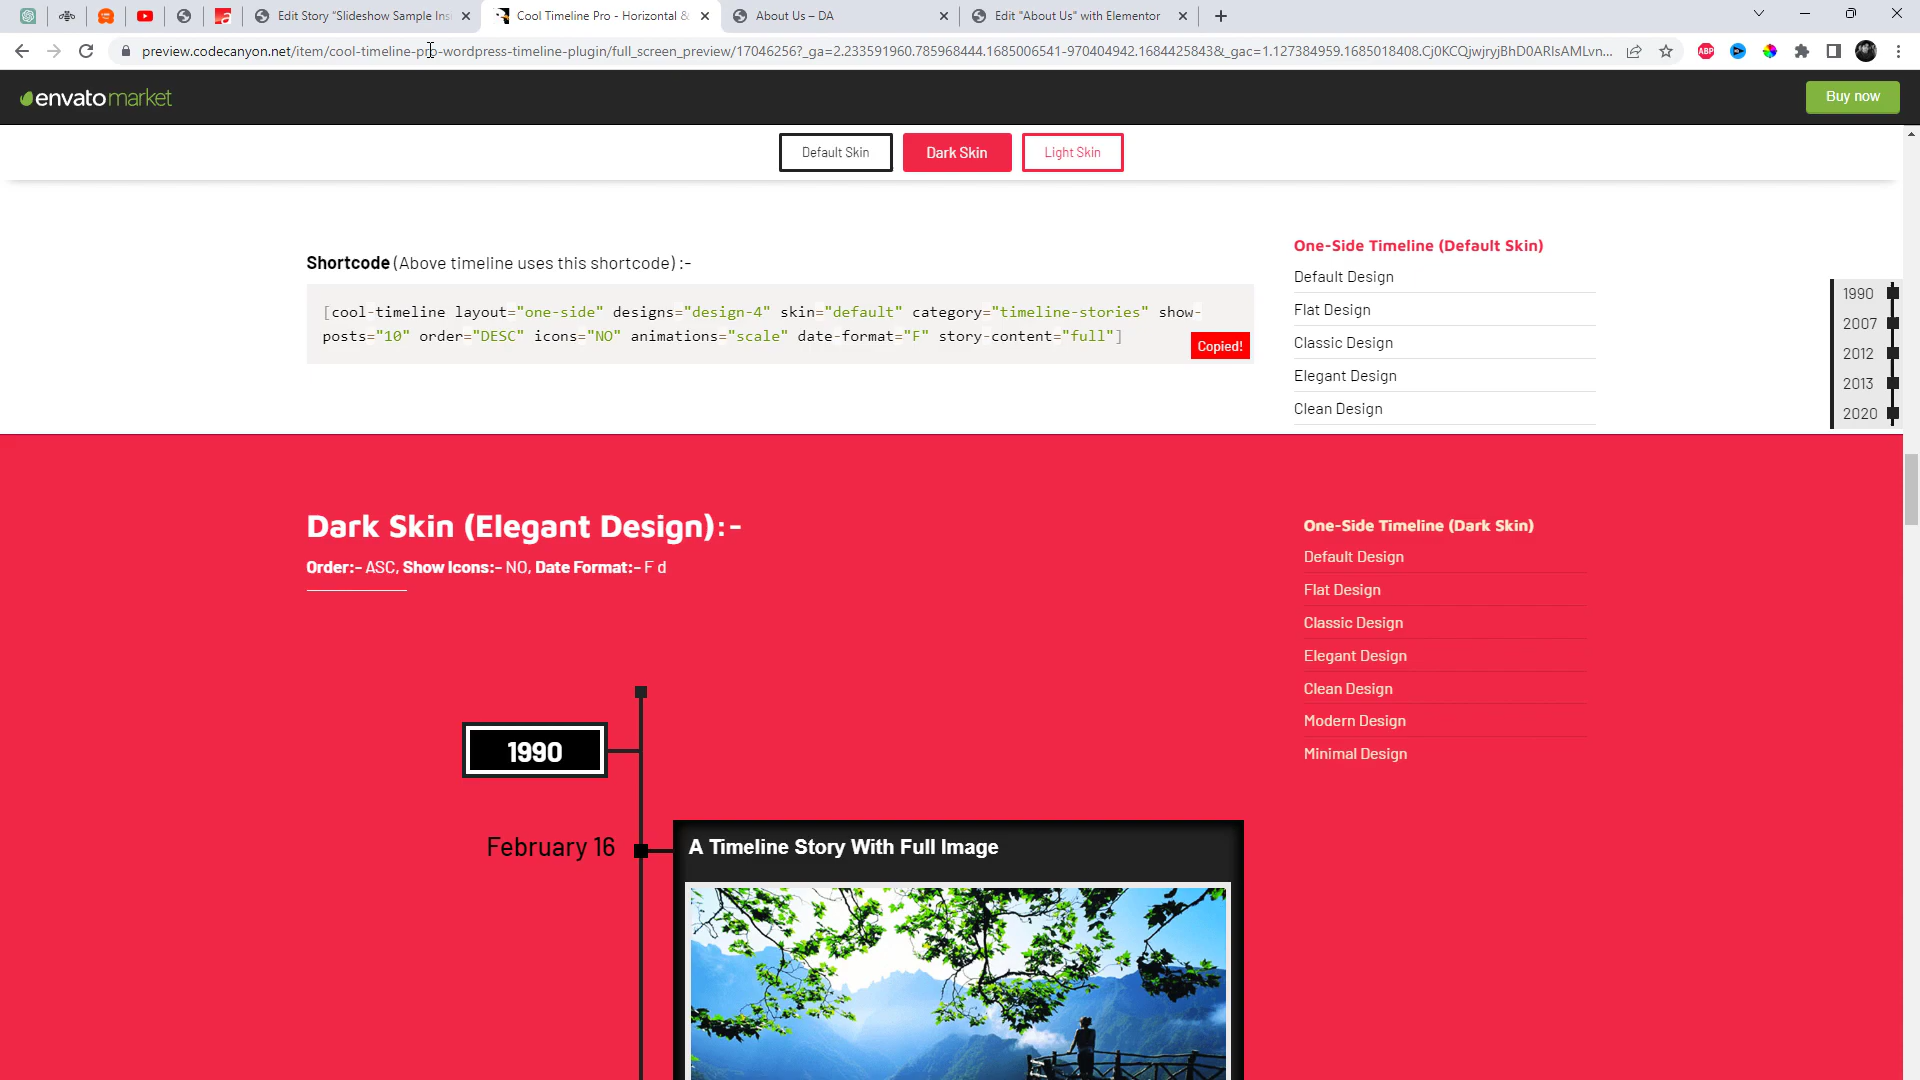 Edit Story "Slideshow Sample Ins
Cool Timeline Pro - Horizontal &
About Us – DA
Edit "About Us" with Elementor
preview.codecanyon.net/item/cool-timeline-pro-wordpress-timeline-plugin/full_screen_preview/17046256?_ga=2.233591960.785968444.1685006541-970404942.1684425843&_gac=1.127384959.1685018408.Cj0KCQjwjryjBhD0ARIsAMLvn...
ABP
envatomarket
Buy now
Default Skin
Dark Skin
Light Skin
Shortcode (Above timeline uses this shortcode) :-
[cool-timeline layout="one-side" designs="design-4" skin="default" category="timeline-stories" show-
posts="10" order="DESC" icons="NO" animations="scale" date-format="F" story-content="full"]
Copied!
One-Side Timeline (Default Skin)
Default Design
Flat Design
Classic Design
Elegant Design
Clean Design
1990
2007
2012
2013
2020
Dark Skin (Elegant Design):-
Order:- ASC, Show Icons:- NO, Date Format:- F d
One-Side Timeline (Dark Skin)
Default Design
Flat Design
Classic Design
Elegant Design
Clean Design
Modern Design
Minimal Design
1990
February 16
A Timeline Story With Full Image